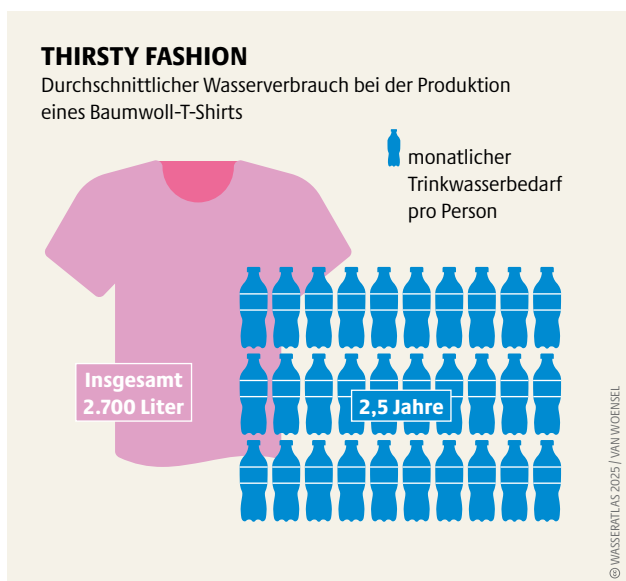 THIRSTY FASHION
Durchschnittlicher Wasserverbrauch bei der Produktion
eines Baumwoll-T-Shirts
monatlicher
Trinkwasserbedarf
pro Person
Insgesamt
2.700 Liter
2,5 Jahre
© WASSERATLAS 2025 / VAN WOENSEL